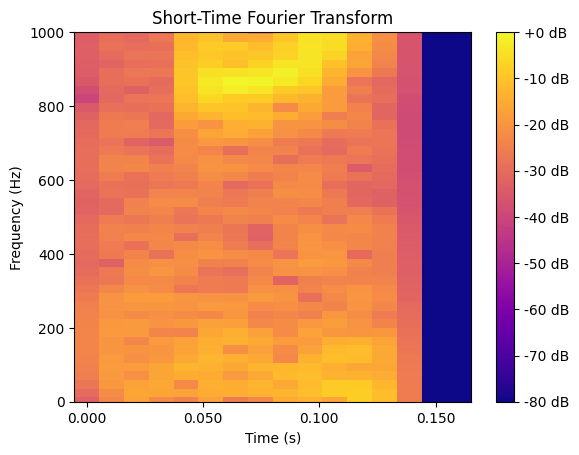 Short-Time Fourier Transform
Frequency (Hz)
1000
800
600
400
200
0
0.000
0.050
0.100
0.150
Time (s)
+0 dB
-10 dB
-20 dB
-30 dB
-40 dB
-50 dB
-60 dB
-70 dB
-80 dB